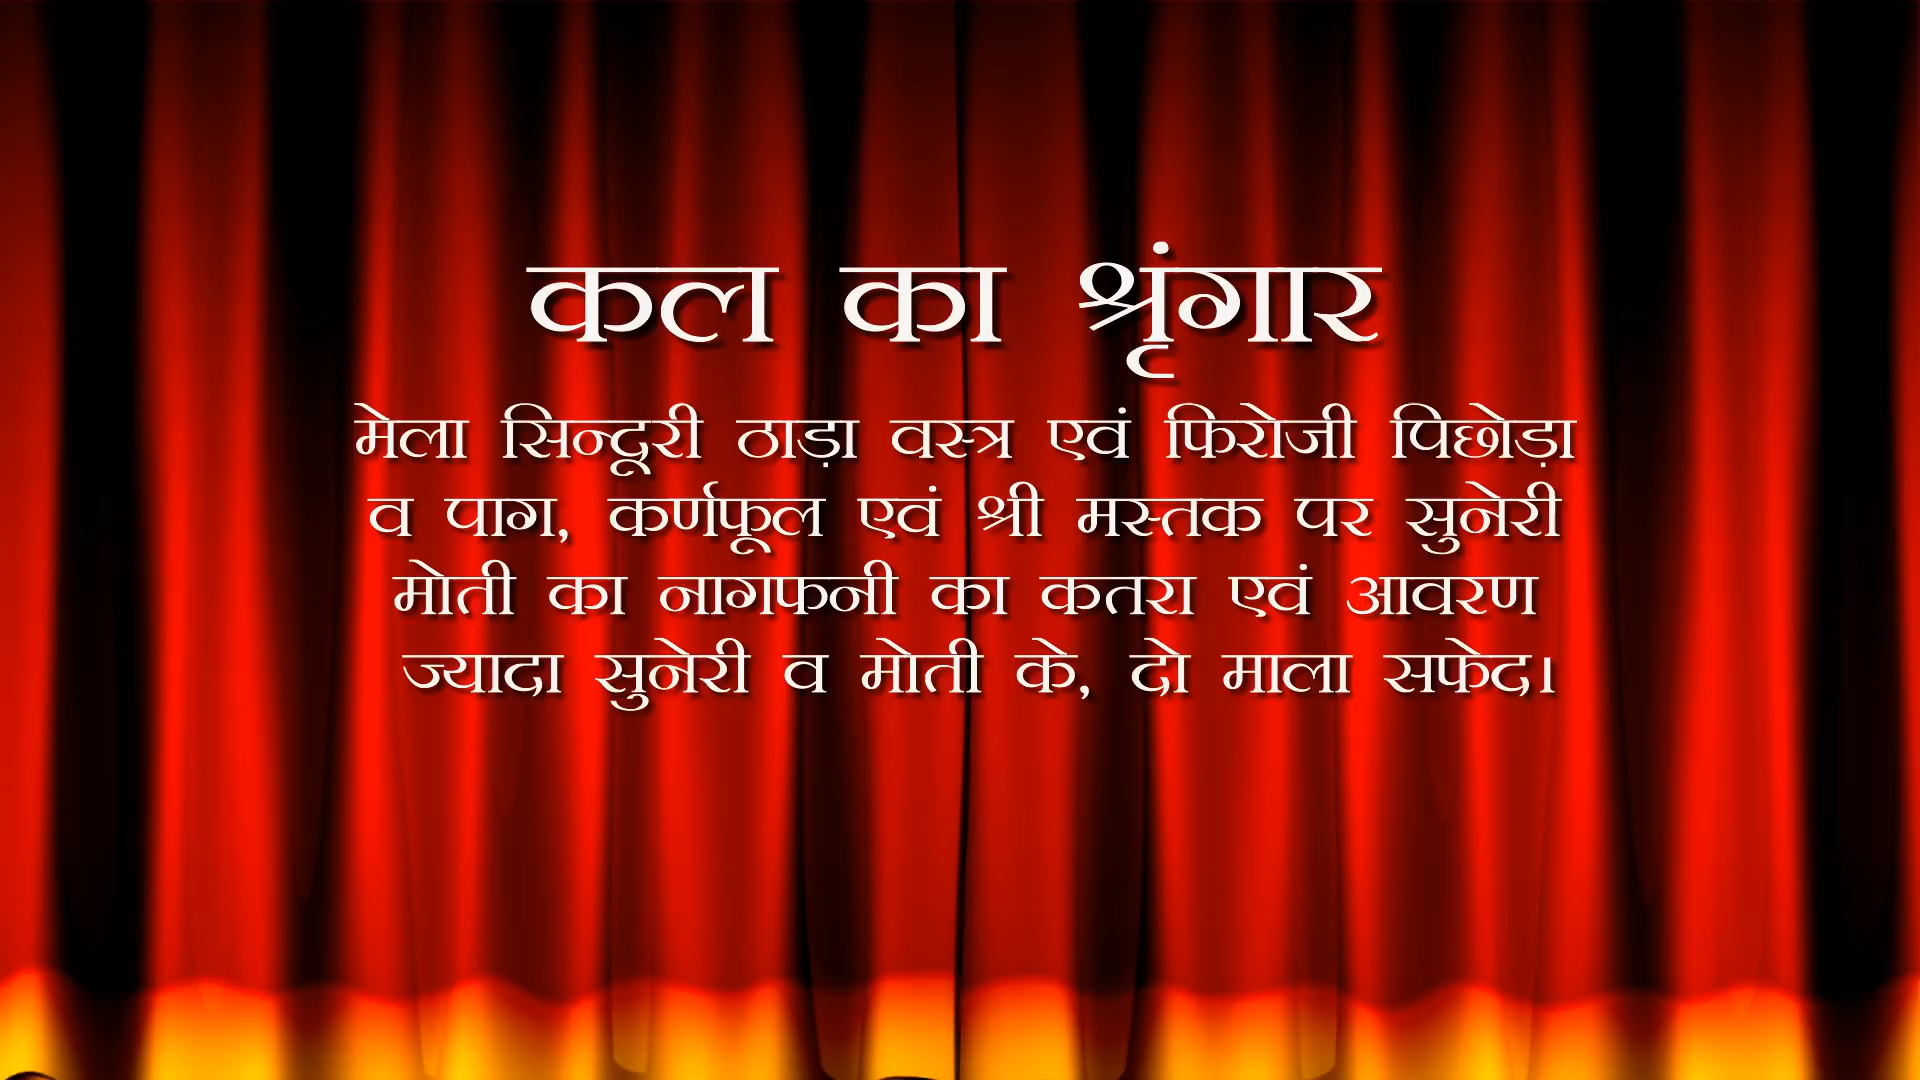 कल का श्रृंगार
मेला सिन्दूरी ठाड़ा वस्त्र एवं फिरोजी पिछोड़ा
व पाग, कर्णफूल एवं श्री मस्तक पर सुनेरी
मोती का नागफनी का कतरा एवं आवरण
ज्यादा सुनेरी व मोती के, दो माला सफेद।